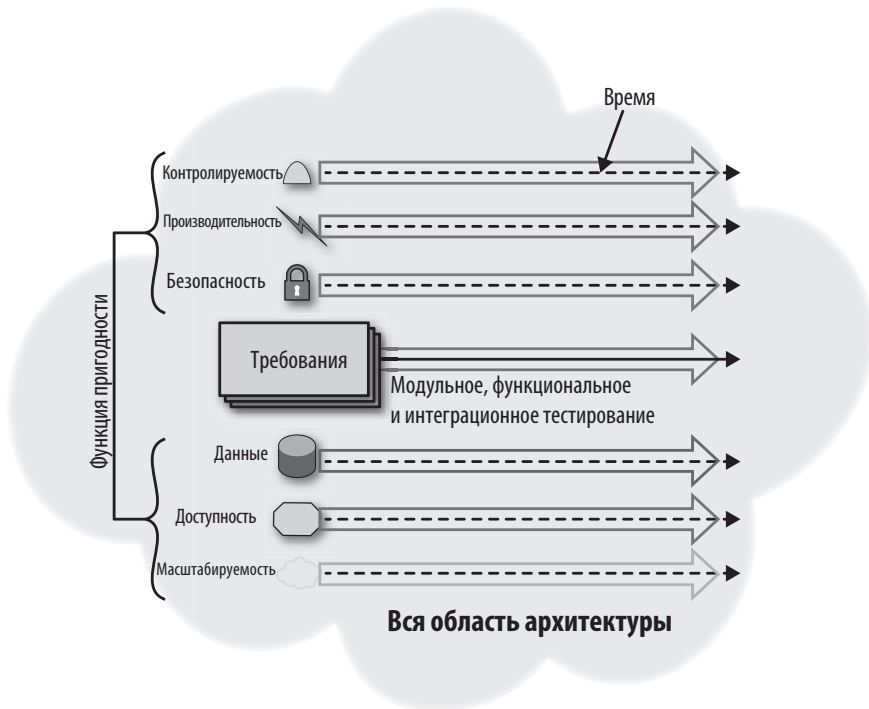 Время
Контролируемость
Производительность
Безопасность
Функция пригодности
Требования
Модульное, функциональное
и интеграционное тестирование
Данные
Доступность
Масштабируемость
Вся область архитектуры